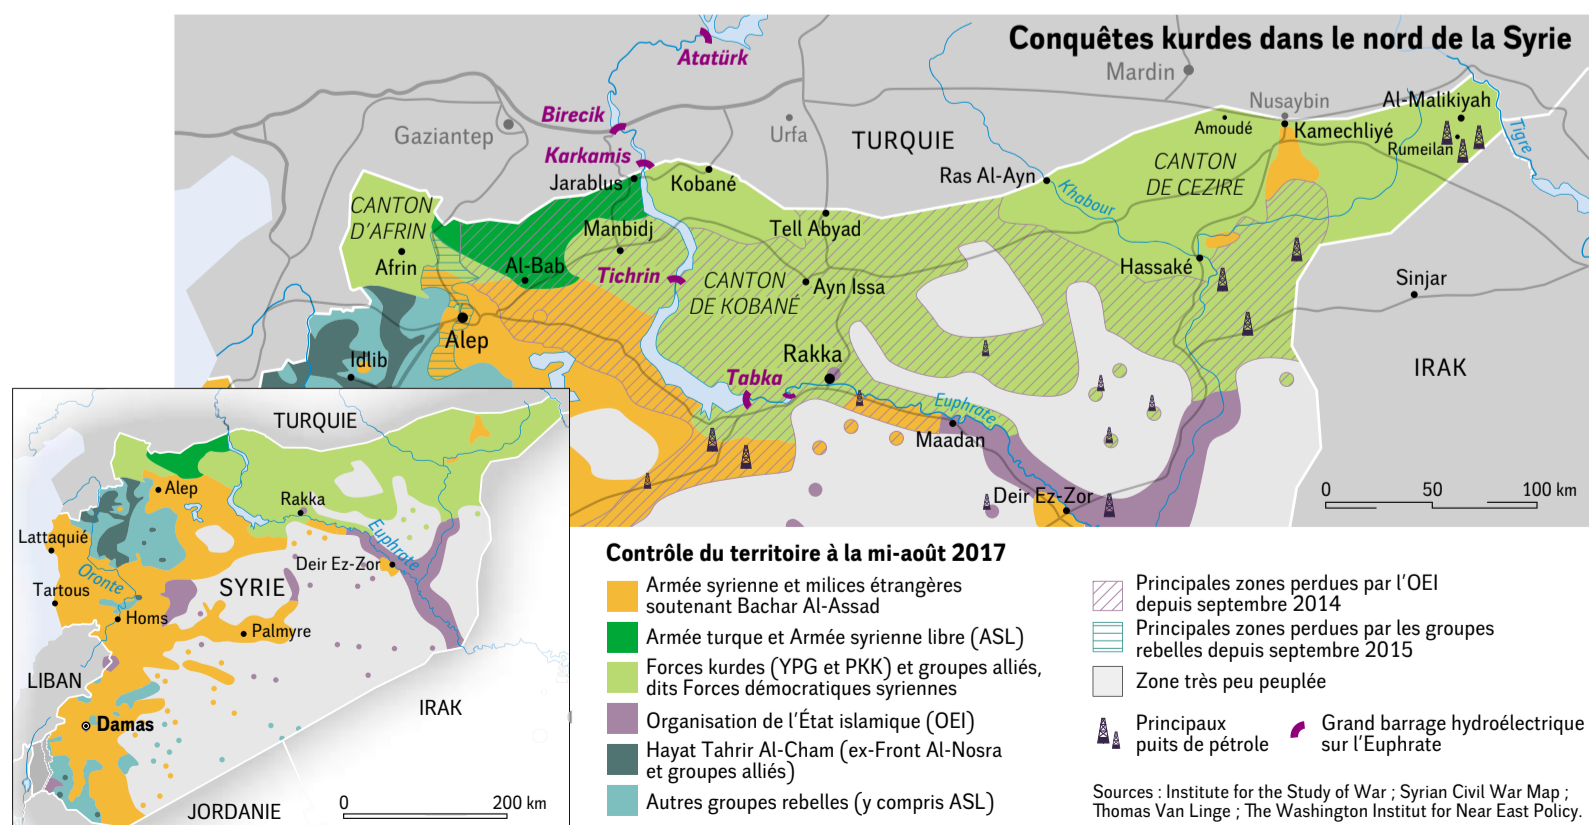 Conquêtes kurdes dans le nord de la Syrie
Atatürk
Mardin
Birecik
Gaziantep
Urfa
TURQUIE
Nusaybin
Al-Malikiyah
Amoudé
Kamechliyé
Rumeilan
Tigre
Karkamis
Jarablus
Kobané
Ras Al-Ayn
Khabour
CANTON
DE CEZIRE
CANTON
D'AFRIN
Afrin
Manbidj
Tell Abyad
Al-Bab
Tichrin
CANTON
DE KOBANÉ
Ayn Issa
Hassaké
Sinjar
Alep
Idlib
Rakka
Tabka
Euphrate
Maadan
IRAK
Deir Ez-Zor
0 50 100 km
TURQUIE
Alep
Rakka
Lattaquié
Euphrate
Deir Ez-Zor
Oronte
SYRIE
Tartous
Homs
Palmyre
LIBAN
IRAK
Damas
JORDANIE
0 200 km
Contrôle du territoire à la mi-août 2017
Armée syrienne et milices étrangères
soutenant Bachar Al-Assad
Armée turque et Armée syrienne libre (ASL)
Forces kurdes (YPG et PKK) et groupes alliés,
dits Forces démocratiques syriennes
Organisation de l'État islamique (OEI)
Hayat Tahrir Al-Cham (ex-Front Al-Nosra
et groupes alliés)
Autres groupes rebelles (y compris ASL)
Principales zones perdues par l'OEI
depuis septembre 2014
Principales zones perdues par les groupes
rebelles depuis septembre 2015
Zone très peu peuplée
Principaux
puits de pétrole
Grand barrage hydroélectrique
sur l'Euphrate
Sources : Institute for the Study of War ; Syrian Civil War Map ;
Thomas Van Linge ; The Washington Institut for Near East Policy.